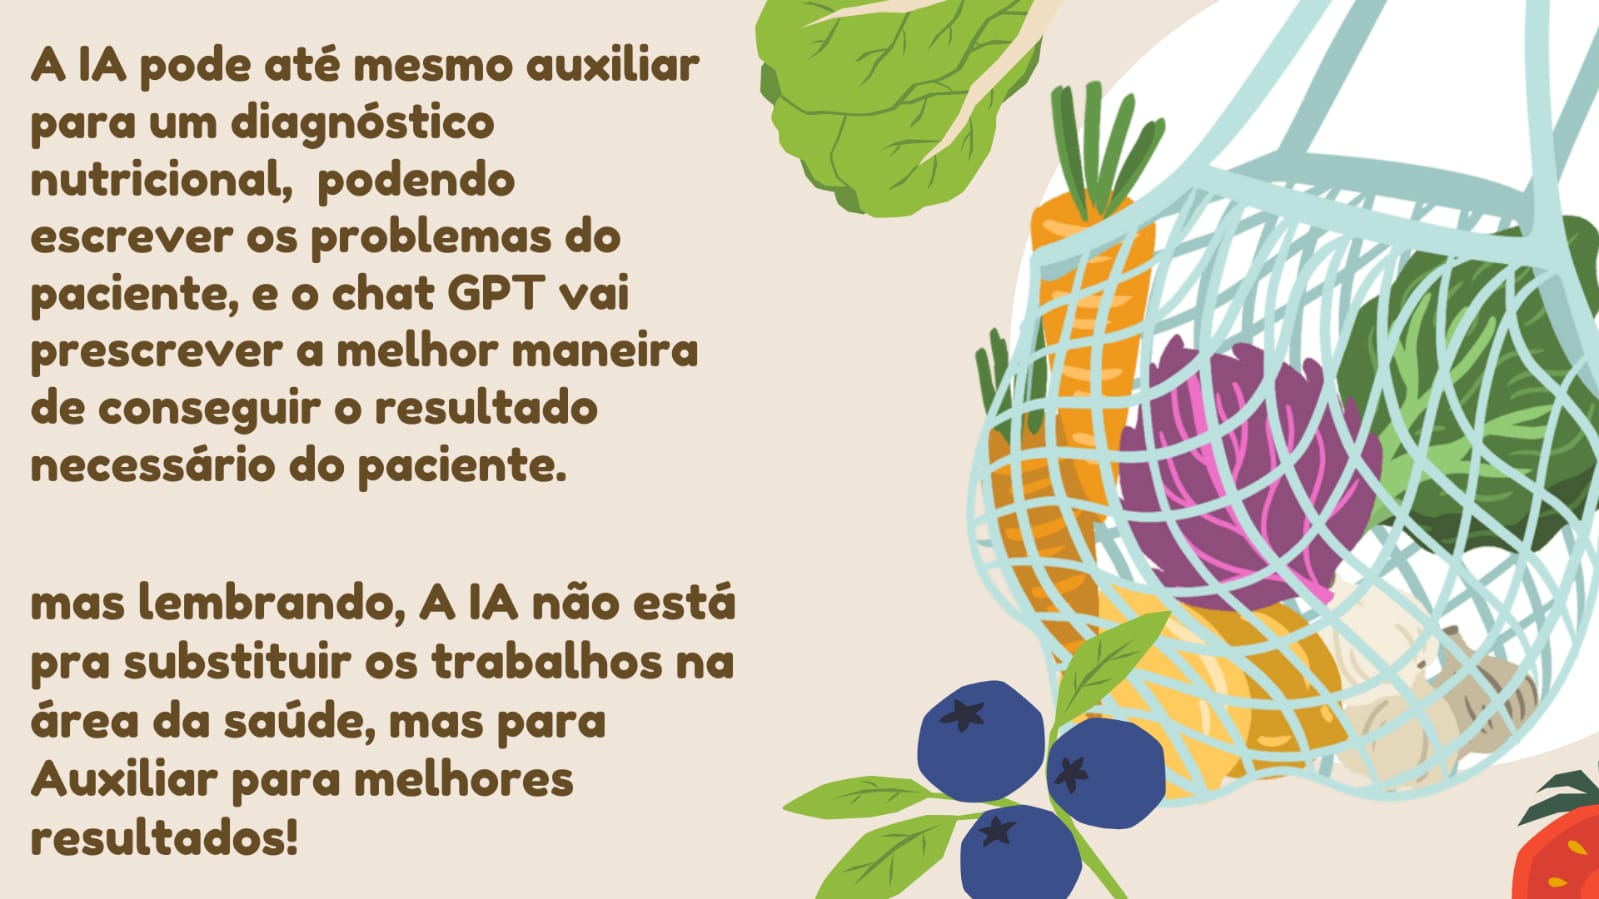 A IA pode até mesmo auxiliar
para um diagnóstico
nutricional,  podendo
escrever os problemas do
paciente, e o chat GPT vai
prescrever a melhor maneira
de conseguir o resultado
necessário do paciente.
mas lembrando, A IA não está
pra substituir os trabalhos na
área da saúde, mas para
Auxiliar para melhores
resultados!